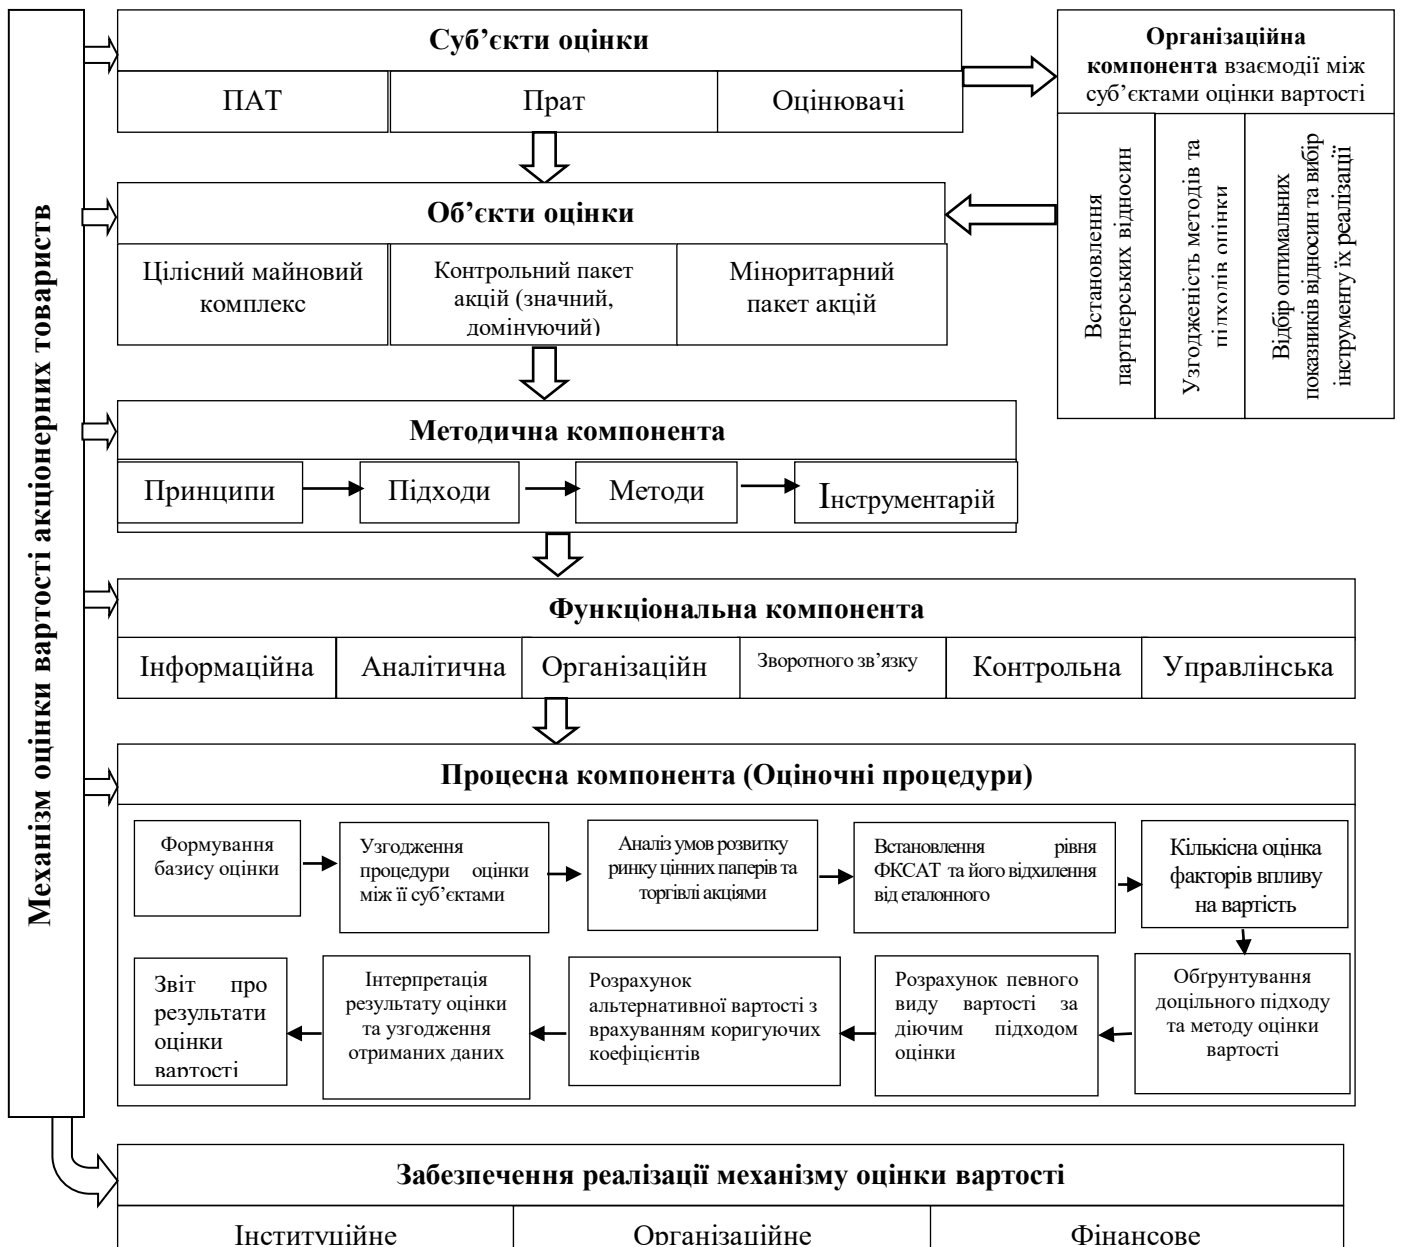 Механізм оцінки вартості акціонерних товариств
Суб’єкти оцінки
ПАТ
Прат
Оцінювачі
Організаційна
компонента взаємодії між
суб’єктами оцінки вартості
Встановлення
партнерських відносин
Узгодженість методів та
підходів оцінки
Відбір оптимальних
показників відносин та вибір
інструменту їх реалізації
Об’єкти оцінки
Цілісний майновий
комплекс
Контрольний пакет
акцій (значний,
домінуючий)
Міноритарний
пакет акцій
Методична компонента
Принципи
Підходи
Методи
Інструментарій
Функціональна компонента
Інформаційна
Аналітична
Організаційн
Зворотного зв’язку
Контрольна
Управлінська
Процесна компонента (Оціночні процедури)
Формування
базису оцінки
Узгодження
процедури оцінки
між її суб’єктами
Аналіз умов розвитку
ринку цінних паперів та
торгівлі акціями
Встановлення рівня
ФКСАТ та його відхилення
від еталонного
Кількісна оцінка
факторів впливу
на вартість
Звіт про
результати
оцінки
вартості
Інтерпретація
результату оцінки
та узгодження
отриманих даних
Розрахунок
альтернативної вартості з
врахуванням коригуючих
коефіцієнтів
Розрахунок певного
виду вартості за
діючим підходом
оцінки
Обґрунтування
доцільного підходу
та методу оцінки
вартості
Забезпечення реалізації механізму оцінки вартості
Інституційне
Організаційне
Фінансове